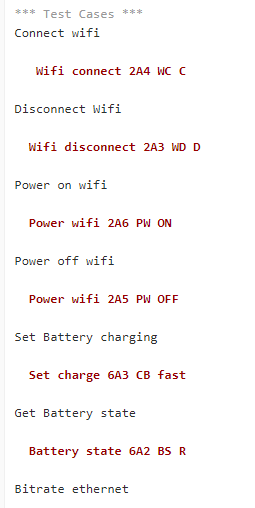 *** Test Cases ***
Connect wifi
Wifi connect 2A4 WC C
Disconnect Wifi
Wifi disconnect 2A3 WD D
Power on wifi
Power wifi 2A6 PW ON
Power off wifi
Power wifi 2A5 PW OFF
Set Battery charging
Set charge 6A3 CB fast
Get Battery state
Battery state 6A2 BS R
Bitrate ethernet